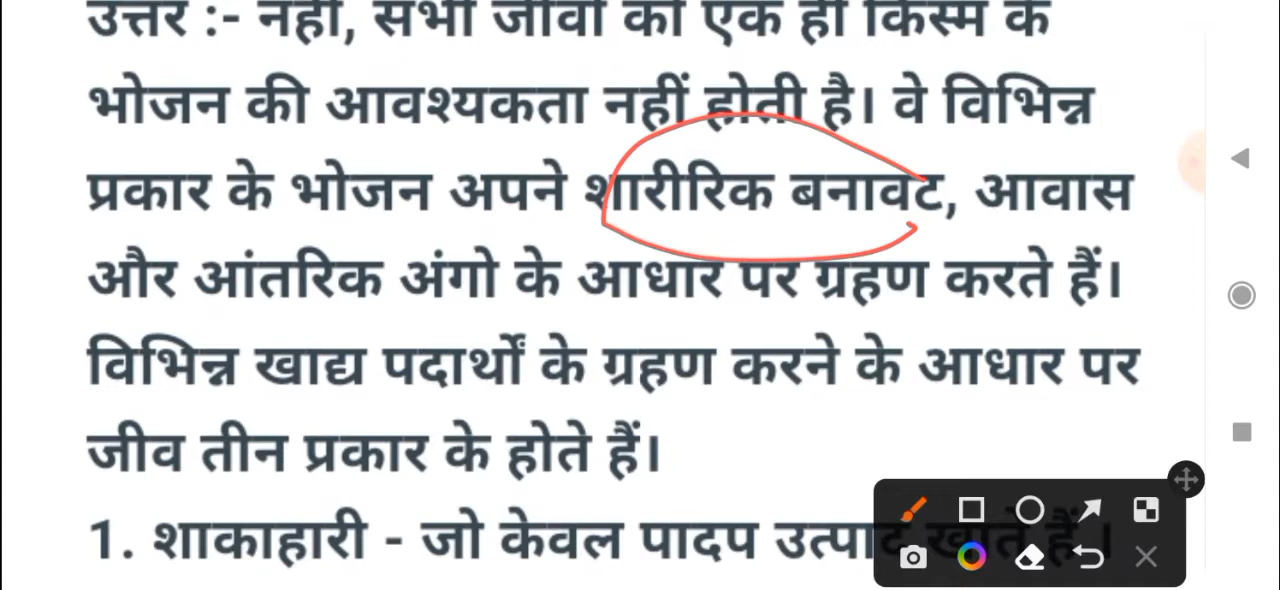 उत्तर :- नहीं, सभी जीवों को एक ही किस्म के
भोजन की आवश्यकता नहीं होती है। वे विभिन्न
प्रकार के भोजन अपने शारीरिक बनावट, आवास
और आंतरिक अंगो के आधार पर ग्रहण करते हैं।
विभिन्न खाद्य पदार्थों के ग्रहण करने के आधार पर
जीव तीन प्रकार के होते हैं।
1. शाकाहारी - जो केवल पादप उत्पाद खाते हैं ।